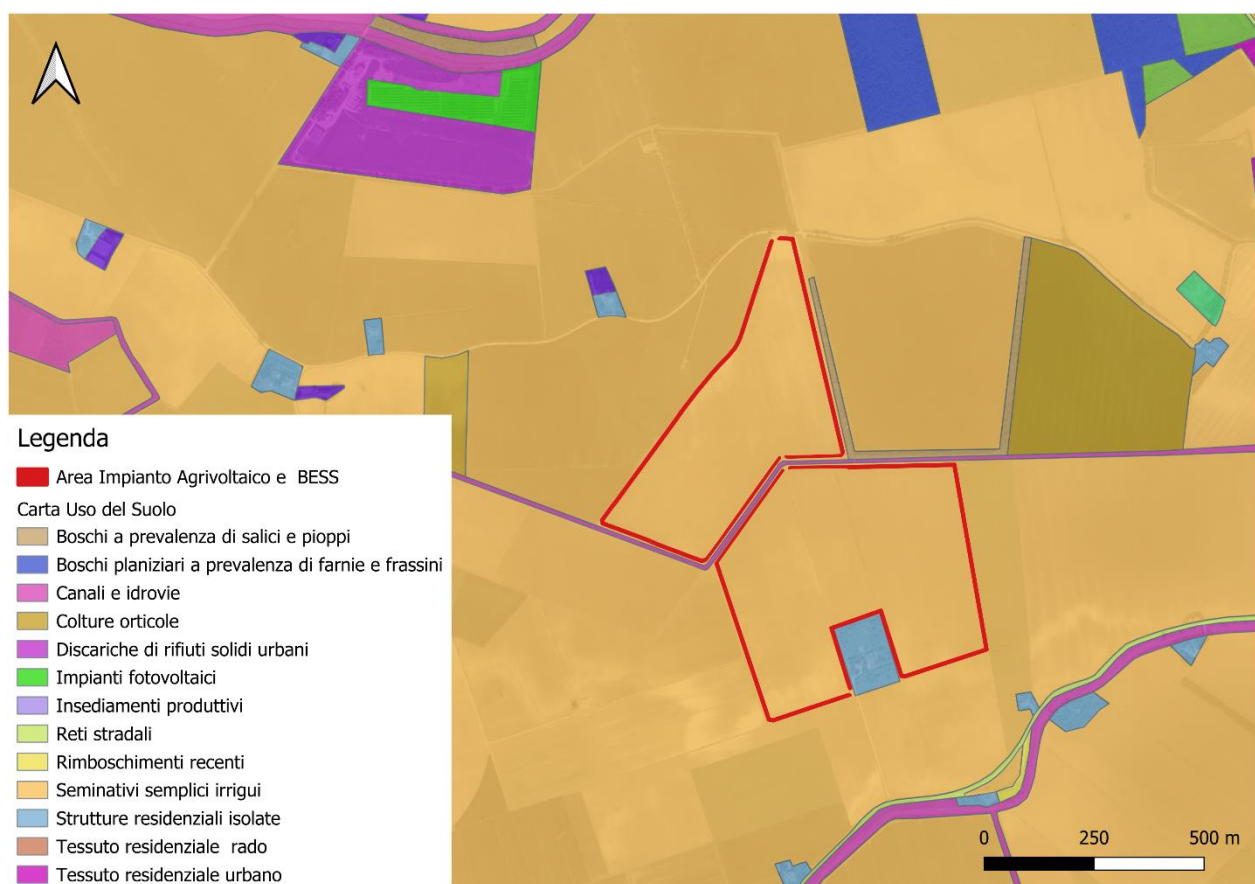 Legenda
Area Impianto Agrivoltaico e BESS
Carta Uso del Suolo
Boschi a prevalenza di salici e pioppi
Boschi planiziari a prevalenza di farnie e frassini
Canali e idrovie
Colture orticole
Discariche di rifiuti solidi urbani
Impianti fotovoltaici
Insediamenti produttivi
Reti stradali
Rimboschimenti recenti
Seminativi semplici irrigui
Strutture residenziali isolate
Tessuto residenziale rado
Tessuto residenziale urbano
0 250 500 m